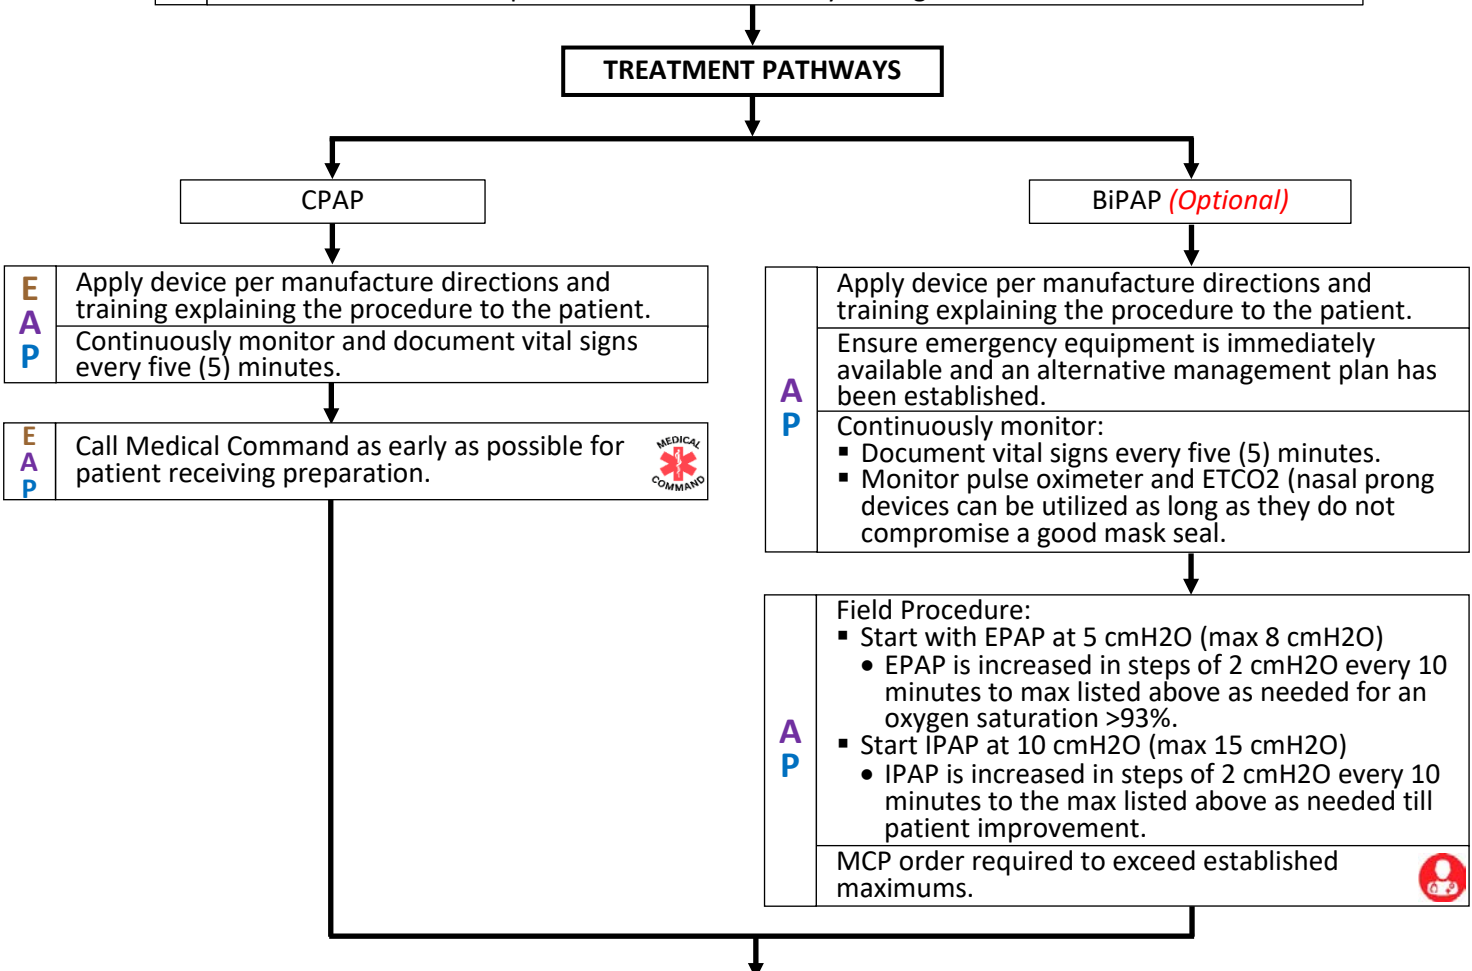 TREATMENT PATHWAYS
CPAP
BiPAP (Optional)
E
A
P
Apply device per manufacture directions and
training explaining the procedure to the patient.
Continuously monitor and document vital signs
every five (5) minutes.
E
A
P
Call Medical Command as early as possible for
patient receiving preparation.
MEDICAL
COMMAND
A
P
Apply device per manufacture directions and
training explaining the procedure to the patient.
Ensure emergency equipment is immediately
available and an alternative management plan has
been established.
Continuously monitor:
▪ Document vital signs every five (5) minutes.
▪ Monitor pulse oximeter and ETCO2 (nasal prong
devices can be utilized as long as they do not
compromise a good mask seal.
A
P
Field Procedure:
▪ Start with EPAP at 5 cmH2O (max 8 cmH2O)
• EPAP is increased in steps of 2 cmH2O every 10
minutes to max listed above as needed for an
oxygen saturation >93%.
▪ Start IPAP at 10 cmH2O (max 15 cmH2O)
• IPAP is increased in steps of 2 cmH2O every 10
minutes to the max listed above as needed till
patient improvement.
MCP order required to exceed established
maximums.